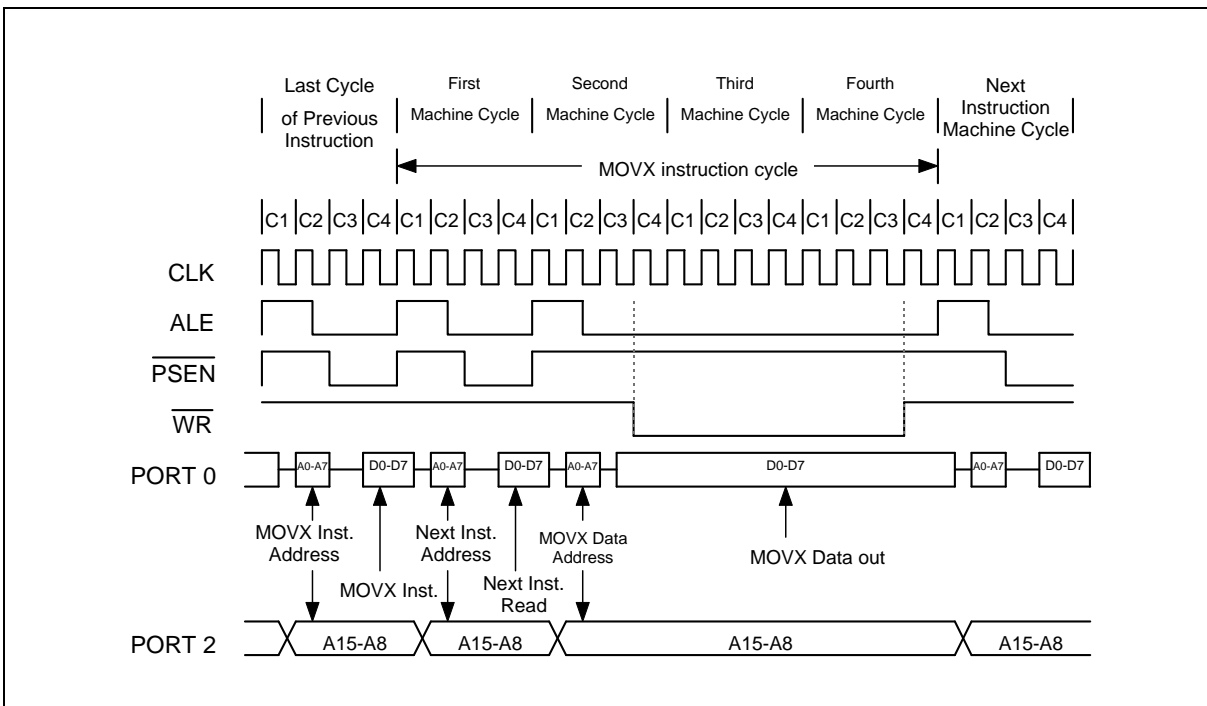 Last Cycle
of Previous
Instruction
First
Machine Cycle
Second
Machine Cycle
Third
Machine Cycle
Fourth
Machine Cycle
Next
Instruction
Machine Cycle
MOVX instruction cycle
C1 C2 C3 C4 C1 C2 C3 C4 C1 C2 C3 C4 C1 C2 C3 C4 C1 C2 C3 C4 C1 C2 C3 C4
CLK
ALE
PSEN
WR
PORT 0
A0-A7 D0-D7 A0-A7 D0-D7 A0-A7 D0-D7 A0-A7 D0-D7
MOVX Inst.
Address
MOVX Inst.
Next Inst.
Address
Next Inst.
Read
MOVX Data
Address
MOVX Data out
PORT 2
A15-A8 A15-A8 A15-A8 A15-A8